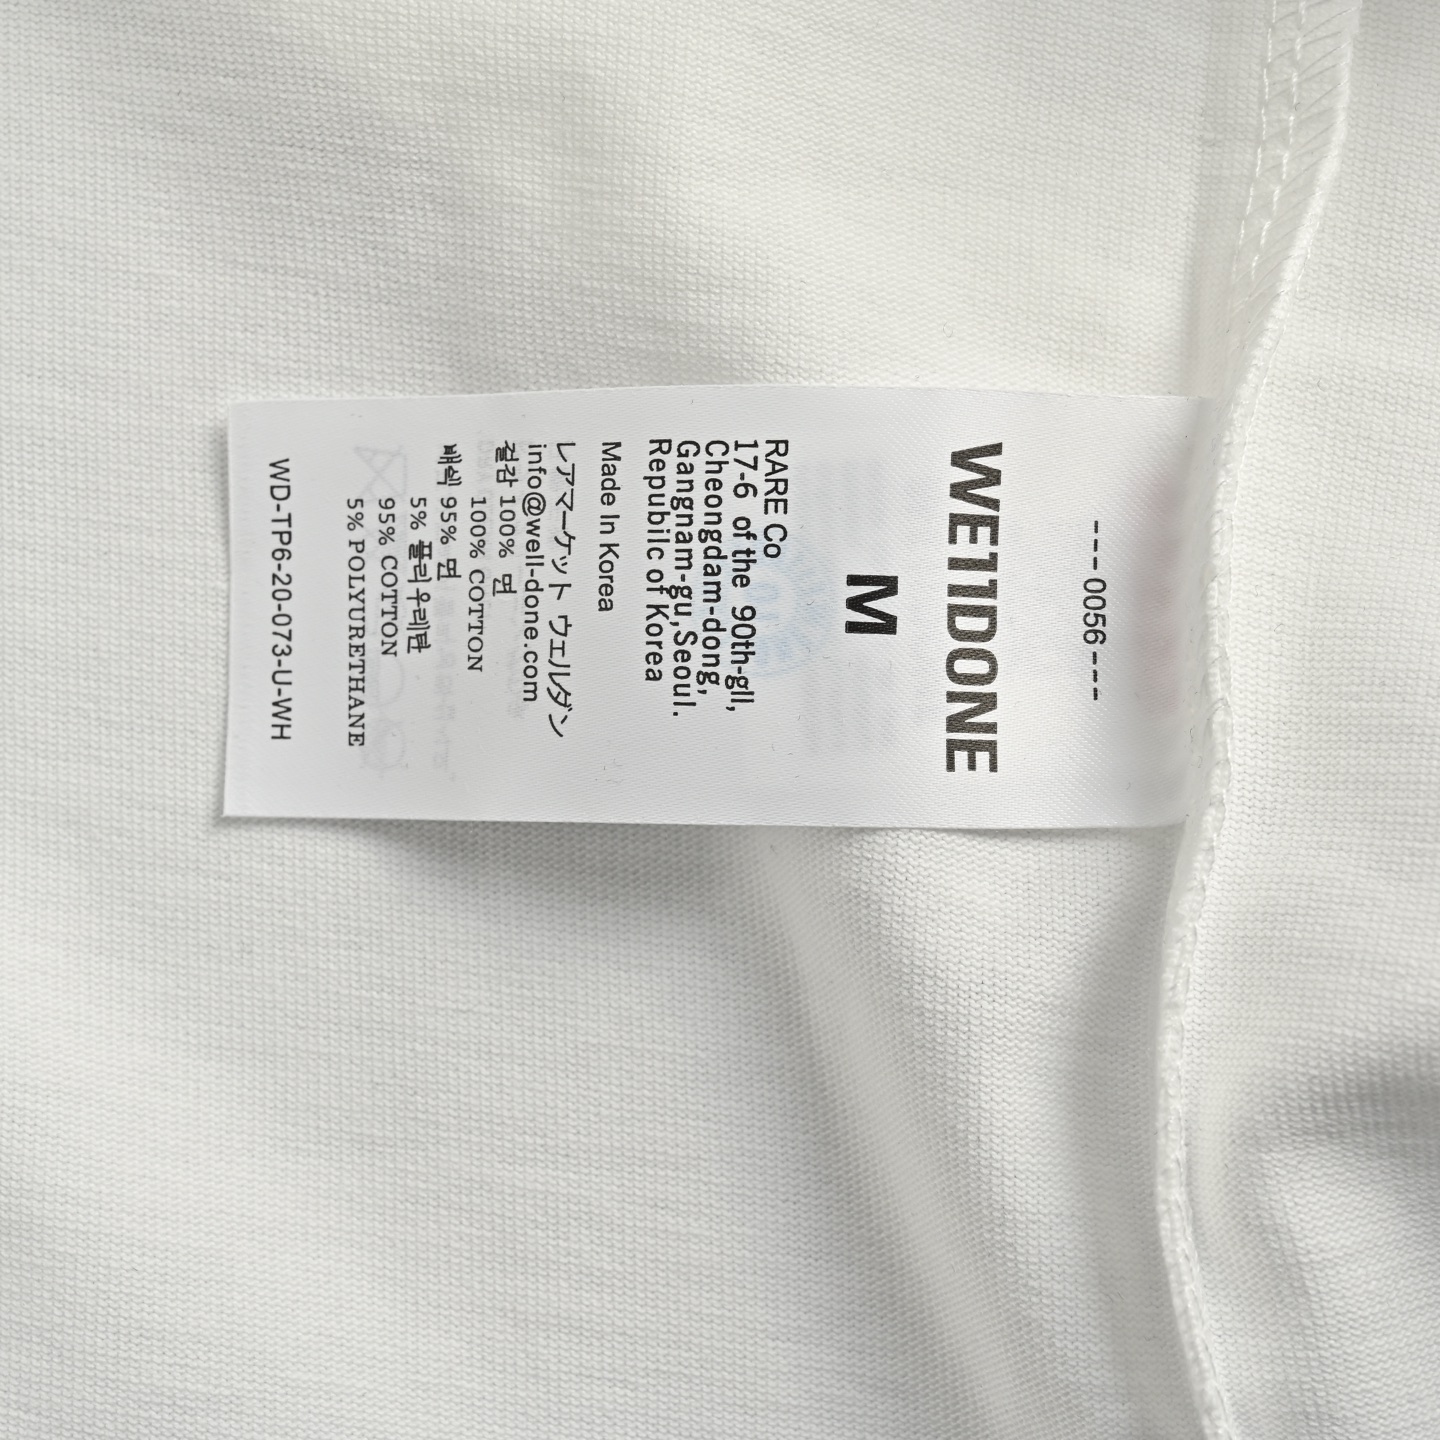 ---0056---
WE11DONE
M
RARE Co
17-6 of the 90th-gil,
Cheongdam-dong,
Gangnam-gu,Seoul.
Republic of Korea
Made In Korea
レアマーケット ウェルダン
info@well-done.com
겉감 100% 면
100% COTTON
배색 95% 면
5% 폴리우레탄
95% COTTON
5% POLYURETHANE
WD-TP6-20-073-U-WH